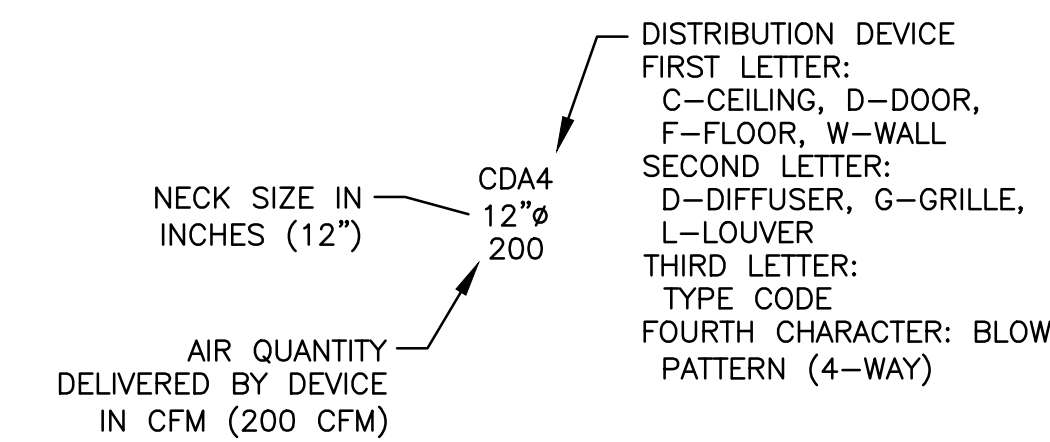 DISTRIBUTION DEVICE
FIRST LETTER:
C-CEILING, D-DOOR,
F-FLOOR, W-WALL
SECOND LETTER:
D-DIFFUSER, G-GRILLE,
L-LOUVER
THIRD LETTER:
TYPE CODE
FOURTH CHARACTER: BLOW
PATTERN (4-WAY)
CDA4
12"ø
200
NECK SIZE IN
INCHES (12")
AIR QUANTITY
DELIVERED BY DEVICE
IN CFM (200 CFM)